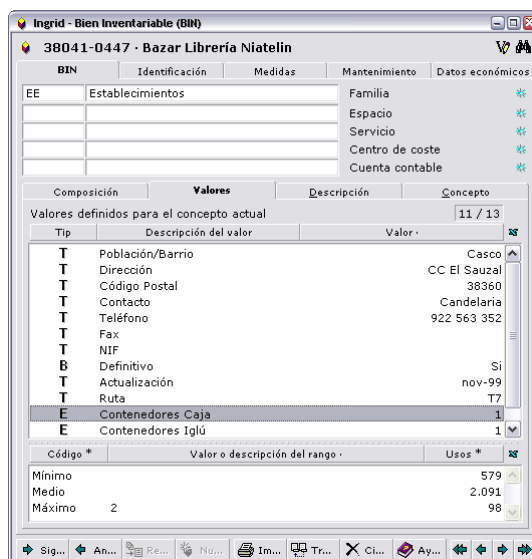 Ingrid - Bien Inventariable (BIN)
38041-0447 · Bazar Librería Niatelin
BIN Identificación Medidas Mantenimiento Datos económicos
EE Establecimientos Familia
Espacio
Servicio
Centro de coste
Cuenta contable
Composición Valores Descripción Concepto
Valores definidos para el concepto actual 11 / 13
Tip Descripción del valor Valor ·
T Población/Barrio Casco
T Dirección CC El Sauzal
T Código Postal 38360
T Contacto Candelaria
T Teléfono 922 563 352
T Fax
T NIF
B Definitivo Si
T Actualización nov-99
T Ruta T7
E Contenedores Caja 1
E Contenedores Iglú 1
Código * Valor o descripción del rango · Usos *
Mínimo 579
Medio 2.091
Máximo 2 98
Sig... An... Re... Nu... Im... Tr... Ci... Ay...